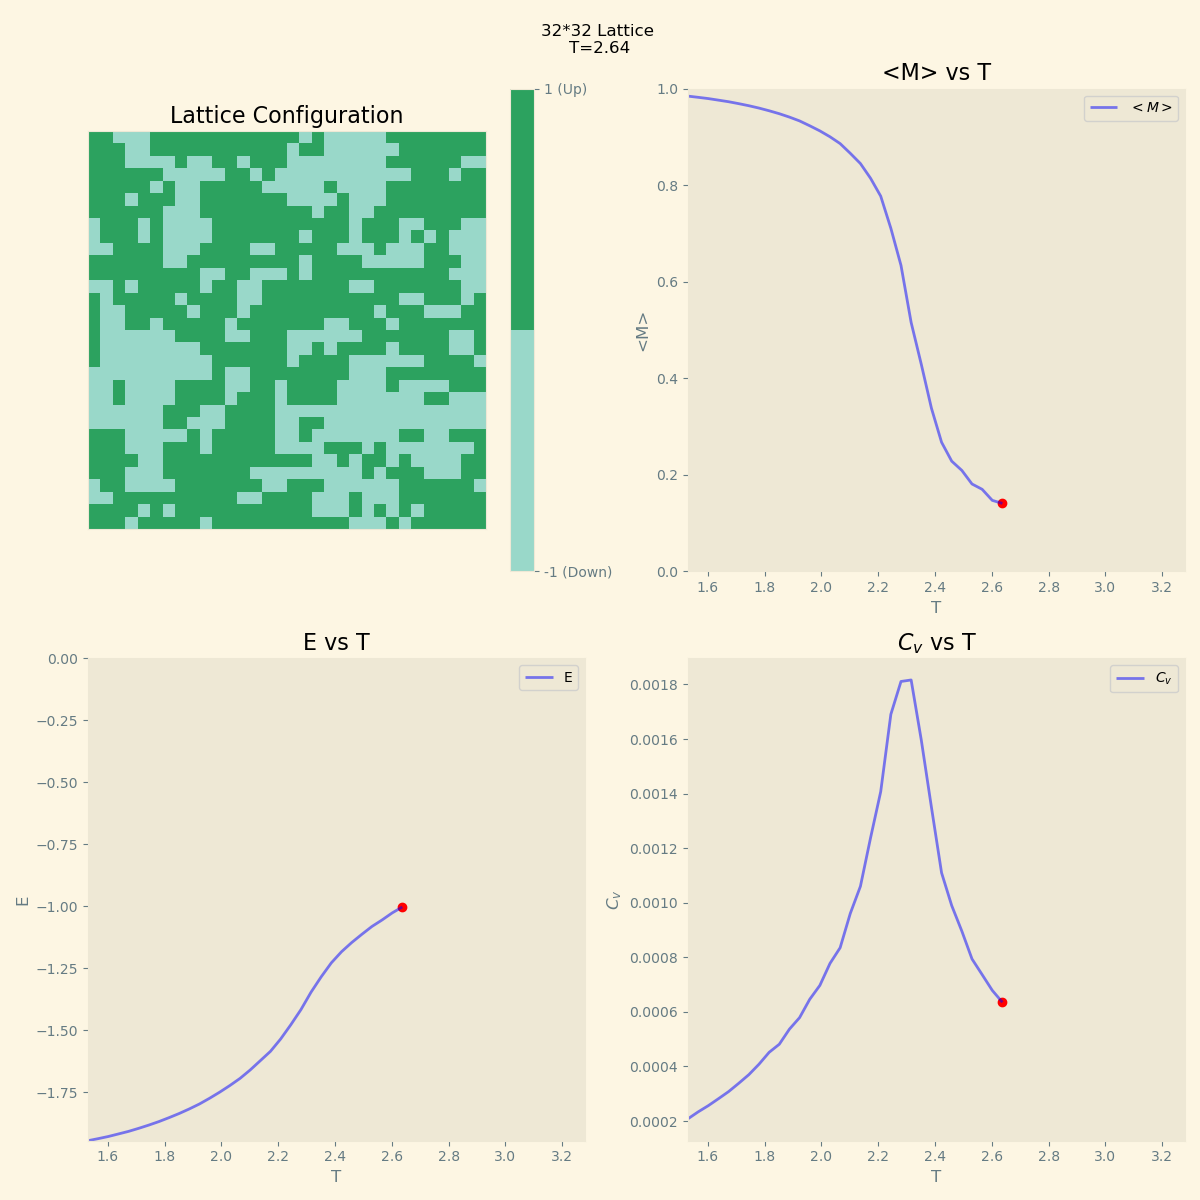 32*32 Lattice
T=2.64
Lattice Configuration
1 (Up)
-1 (Down)
<M> vs T
<M>
1.0
0.8
0.6
0.4
0.2
0.0
<M>
1.6 1.8 2.0 2.2 2.4 2.6 2.8 3.0 3.2
T
E vs T
E
0.00
−0.25
−0.50
−0.75
−1.00
−1.25
−1.50
−1.75
E
1.6 1.8 2.0 2.2 2.4 2.6 2.8 3.0 3.2
T
Cv vs T
Cv
0.0018
0.0016
0.0014
0.0012
0.0010
0.0008
0.0006
0.0004
0.0002
Cv
1.6 1.8 2.0 2.2 2.4 2.6 2.8 3.0 3.2
T